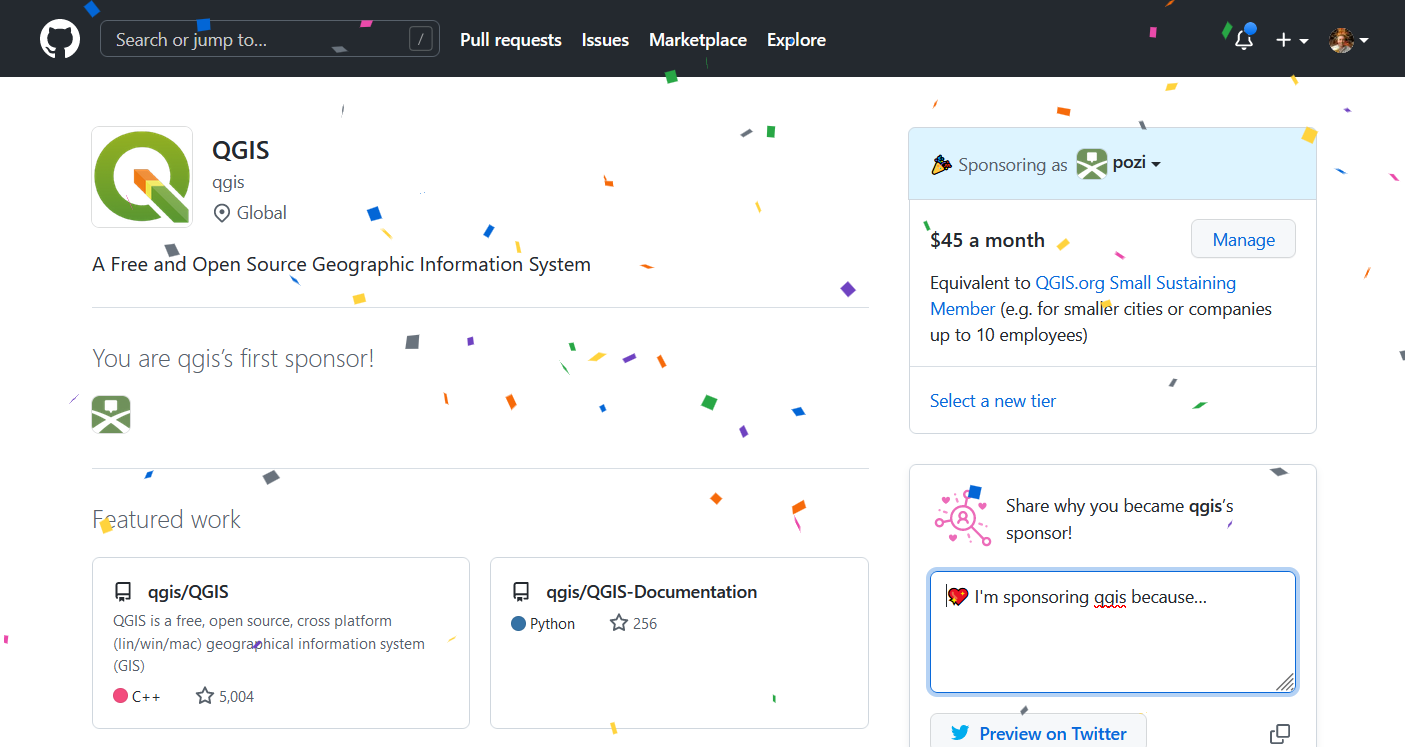 Search or jump to...
/
Pull requests
Issues
Marketplace
Explore
QGIS
qgis
Global
A Free and Open Source Geographic Information System
You are qgis’s first sponsor!
Featured work
qgis/QGIS
QGIS is a free, open source, cross platform
(lin/win/mac) geographical information system
(GIS)
C++
5,004
qgis/QGIS-Documentation
Python
256
Sponsoring as
pozi
$45 a month
Manage
Equivalent to QGIS.org Small Sustaining
Member (e.g. for smaller cities or companies
up to 10 employees)
Select a new tier
Share why you became qgis’s
sponsor!
💖 I'm sponsoring qgis because...
Preview on Twitter